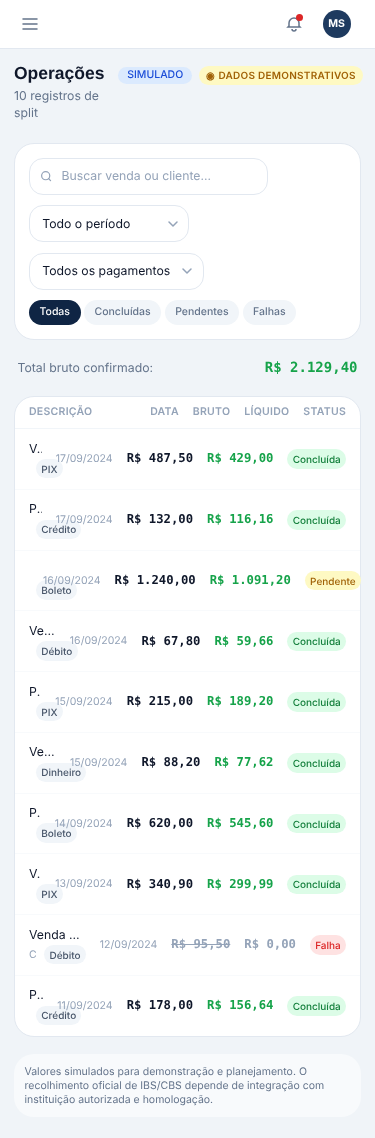 MS
Operações SIMULADO ◉ DADOS DEMONSTRATIVOS
10 registros de
split
Buscar venda ou cliente...
Todo o período
Todos os pagamentos
Todas Concluídas Pendentes Falhas
Total bruto confirmado: R$ 2.129,40
DESCRIÇÃO DATA BRUTO LÍQUIDO STATUS
V... 17/09/2024 R$ 487,50 R$ 429,00 Concluída
PIX
P... 17/09/2024 R$ 132,00 R$ 116,16 Concluída
Crédito
16/09/2024 R$ 1.240,00 R$ 1.091,20 Pendente
Boleto
Ve... 16/09/2024 R$ 67,80 R$ 59,66 Concluída
Débito
P. 15/09/2024 R$ 215,00 R$ 189,20 Concluída
PIX
Ve... 15/09/2024 R$ 88,20 R$ 77,62 Concluída
Dinheiro
P. 14/09/2024 R$ 620,00 R$ 545,60 Concluída
Boleto
V. 13/09/2024 R$ 340,90 R$ 299,99 Concluída
PIX
Venda ... 12/09/2024 R$ 95,50 R$ 0,00 Falha
C Débito
P... 11/09/2024 R$ 178,00 R$ 156,64 Concluída
Crédito
Valores simulados para demonstração e planejamento. O
recolhimento oficial de IBS/CBS depende de integração com
instituição autorizada e homologação.